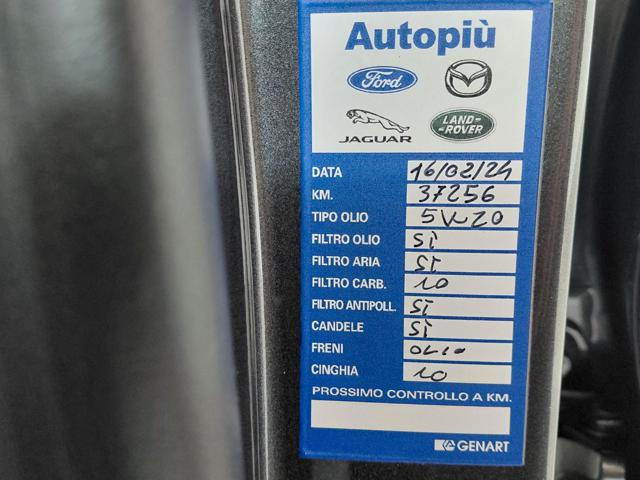 Autopiù
Ford
JAGUAR
LAND-
ROVER
DATA 16/02/24
KM. 37256
TIPO OLIO 5W20
FILTRO OLIO SÌ
FILTRO ARIA SÌ
FILTRO CARB. NO
FILTRO ANTIPOLL. SÌ
CANDELE SÌ
FRENI OLIO
CINGHIA NO
PROSSIMO CONTROLLO A KM.
GENART